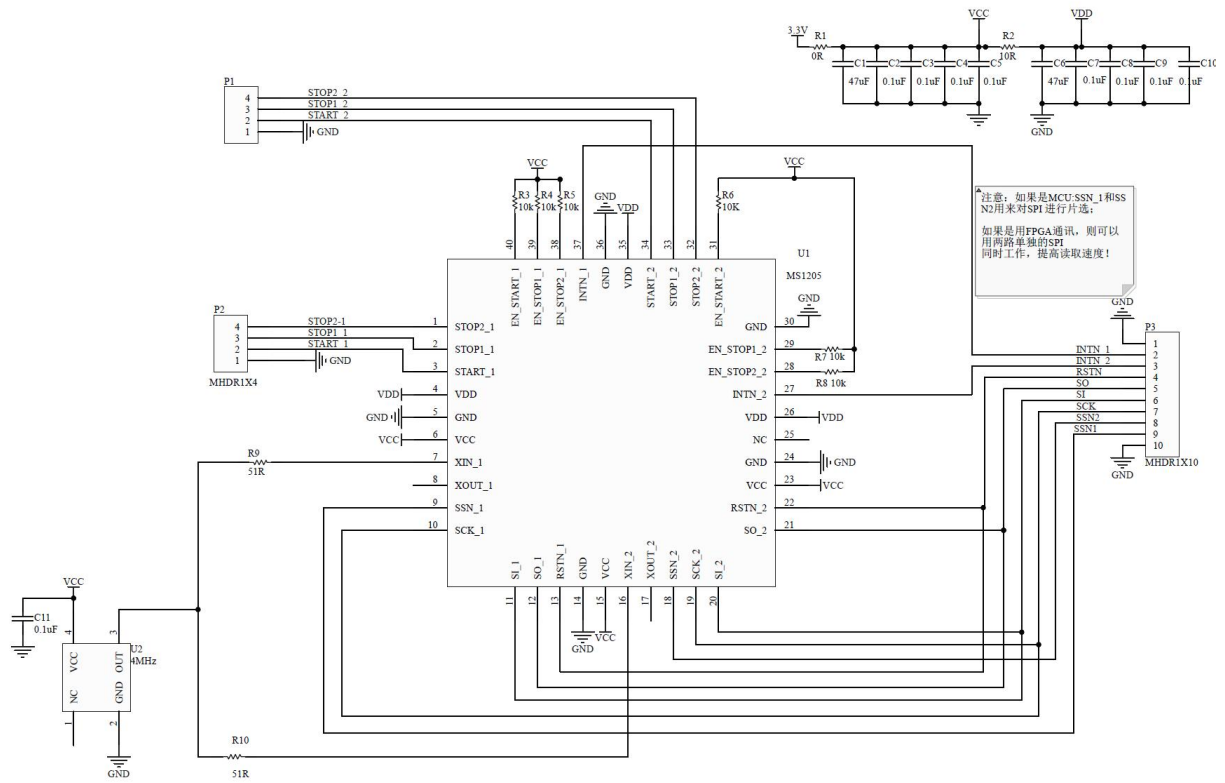 3.3V
R1
0R
VCC
R2
10R
VDD
C1
47uF
C2
0.1uF
C3
0.1uF
C4
0.1uF
C5
0.1uF
C6
47uF
C7
0.1uF
C8
0.1uF
C9
0.1uF
C10
0.1uF
GND
P1
4
3
2
1
STOP2_2
STOP1_2
START_2
GND
VCC
R3
10k
R4
10k
R5
10k
GND
VDD
VCC
R6
10K
注意：如果是MCU:SSN_1和SS
N2用来对SPI 进行片选；
如果是用FPGA通讯，则可以
用两路单独的SPI
同时工作，提高读取速度！
U1
MS1205
40 EN_START_1
39 EN_STOP1_1
38 EN_STOP2_1
37 INTN_1
36 GND
35 VDD
34 START_2
33 STOP1_2
32 STOP2_2
31 EN_START_2
P2
4
3
2
1
MHDR1X4
STOP2-1
STOP1_1
START_1
GND
1 STOP2_1
2 STOP1_1
3 START_1
VDD 4 VDD
GND 5 GND
VCC 6 VCC
7 XIN_1
8 XOUT_1
9 SSN_1
10 SCK_1
GND
GND 30
EN_STOP1_2 29
R7 10k
EN_STOP2_2 28
R8 10k
INTN_2 27
VDD 26 VDD
NC 25
GND 24 GND
VCC 23 VCC
RSTN_2 22
SO_2 21
SI_1 11
SO_1 12
RSTN_1 13
GND 14
VCC 15
XIN_2 16
XOUT_2 17
SSN_2 18
SCK_2 19
SI_2 20
GND
VCC
GND
P3
1
INTN_1 2
INTN_2 3
RSTN 4
SO 5
SI 6
SCK 7
SSN2 8
SSN1 9
10
MHDR1X10
GND
R9
51R
R10
51R
VCC
C11
0.1uF
4 VCC
3 OUT
U2
4MHz
NC 1
GND 2
GND